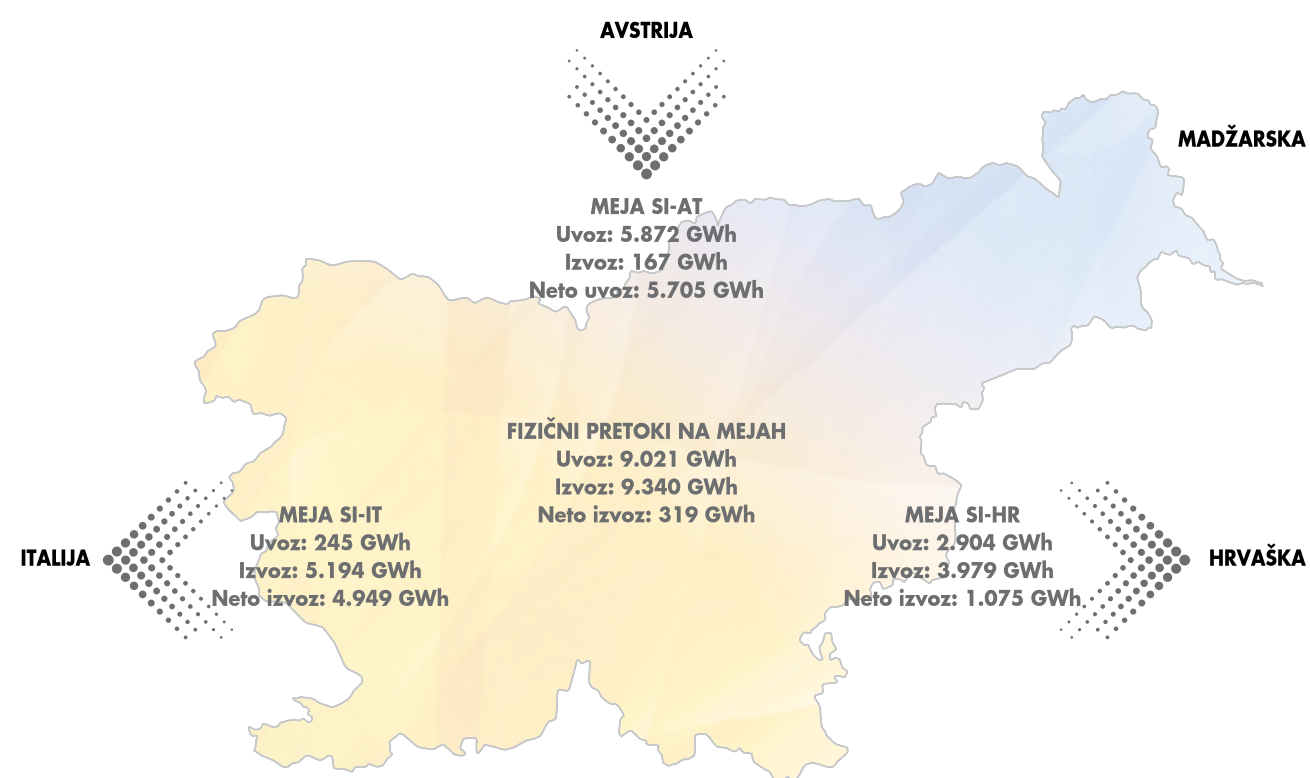 AVSTRIJA
MADŽARSKA
MEJA SI-AT
Uvoz: 5.872 GWh
Izvoz: 167 GWh
Neto uvoz: 5.705 GWh
FIZIČNI PRETOKI NA MEJAH
Uvoz: 9.021 GWh
Izvoz: 9.340 GWh
Neto izvoz: 319 GWh
ITALIJA
MEJA SI-IT
Uvoz: 245 GWh
Izvoz: 5.194 GWh
Neto izvoz: 4.949 GWh
MEJA SI-HR
Uvoz: 2.904 GWh
Izvoz: 3.979 GWh
Neto izvoz: 1.075 GWh
HRVAŠKA